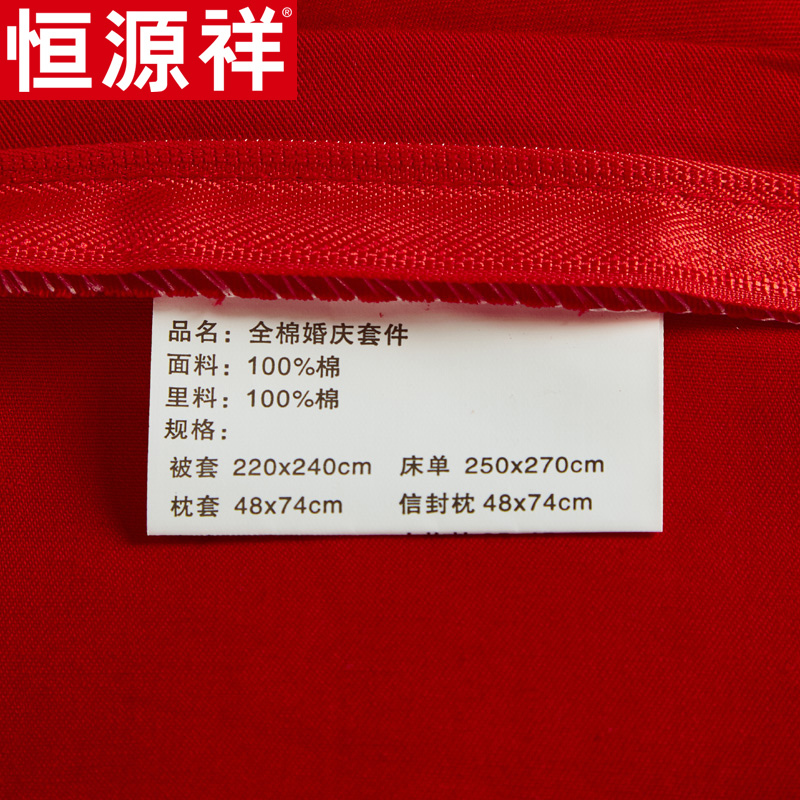 恒源祥®
品名：全棉婚庆套件
面料：100%棉
里料：100%棉
规格：
被套 220x240cm 床单 250x270cm
枕套 48x74cm 信封枕 48x74cm